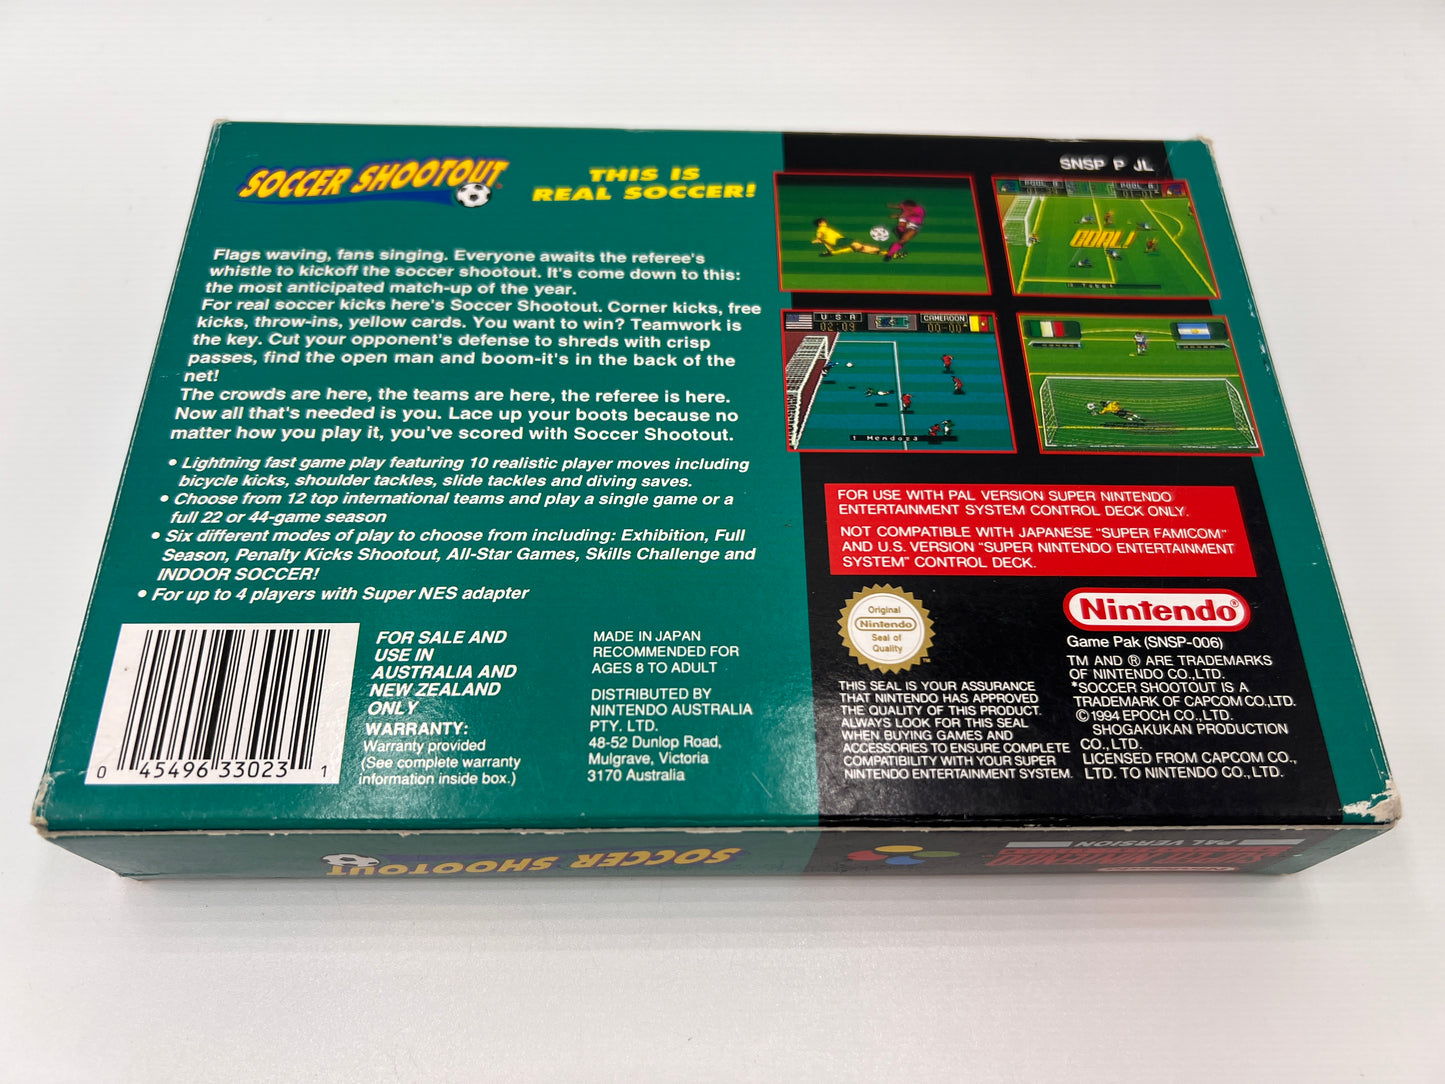 SOCCER SHOOTOUT
THIS IS
REAL SOCCER!
Flags waving, fans singing. Everyone awaits the referee's
whistle to kickoff the soccer shootout. It's come down to this:
the most anticipated match-up of the year.
For real soccer kicks here's Soccer Shootout. Corner kicks, free
kicks, throw-ins, yellow cards. You want to win? Teamwork is
the key. Cut your opponent's defense to shreds with crisp
passes, find the open man and boom-it's in the back of the
net!
The crowds are here, the teams are here, the referee is here.
Now all that's needed is you. Lace up your boots because no
matter how you play it, you've scored with Soccer Shootout.
• Lightning fast game play featuring 10 realistic player moves including
bicycle kicks, shoulder tackles, slide tackles and diving saves.
• Choose from 12 top international teams and play a single game or a
full 22 or 44-game season
• Six different modes of play to choose from including: Exhibition, Full
Season, Penalty Kicks Shootout, All-Star Games, Skills Challenge and
INDOOR SOCCER!
• For up to 4 players with Super NES adapter
0 45496 33023 1
FOR SALE AND
USE IN
AUSTRALIA AND
NEW ZEALAND
ONLY
WARRANTY:
Warranty provided
(See complete warranty
information inside box.)
MADE IN JAPAN
RECOMMENDED FOR
AGES 8 TO ADULT
DISTRIBUTED BY
NINTENDO AUSTRALIA
PTY. LTD.
48-52 Dunlop Road,
Mulgrave, Victoria
3170 Australia
SNSP P JL
GOAL!
U·S·A
02:09
CAMEROON
00-00
1 Mendoza
FOR USE WITH PAL VERSION SUPER NINTENDO
ENTERTAINMENT SYSTEM CONTROL DECK ONLY.
NOT COMPATIBLE WITH JAPANESE "SUPER FAMICOM"
AND U.S. VERSION "SUPER NINTENDO ENTERTAINMENT
SYSTEM" CONTROL DECK.
Original
Nintendo
Seal of
Quality
TM
THIS SEAL IS YOUR ASSURANCE
THAT NINTENDO HAS APPROVED
THE QUALITY OF THIS PRODUCT.
ALWAYS LOOK FOR THIS SEAL
WHEN BUYING GAMES AND
ACCESSORIES TO ENSURE COMPLETE
COMPATIBILITY WITH YOUR SUPER
NINTENDO ENTERTAINMENT SYSTEM.
Nintendo®
Game Pak (SNSP-006)
TM AND ® ARE TRADEMARKS
OF NINTENDO CO.,LTD.
*SOCCER SHOOTOUT IS A
TRADEMARK OF CAPCOM CO.,LTD.
© 1994 EPOCH CO.,LTD.
SHOGAKUKAN PRODUCTION
CO.,LTD.
LICENSED FROM CAPCOM CO.,
LTD. TO NINTENDO CO.,LTD.
SOCCER SHOOTOUT
SUPER NINTENDO
PAL VERSION
Nintendo